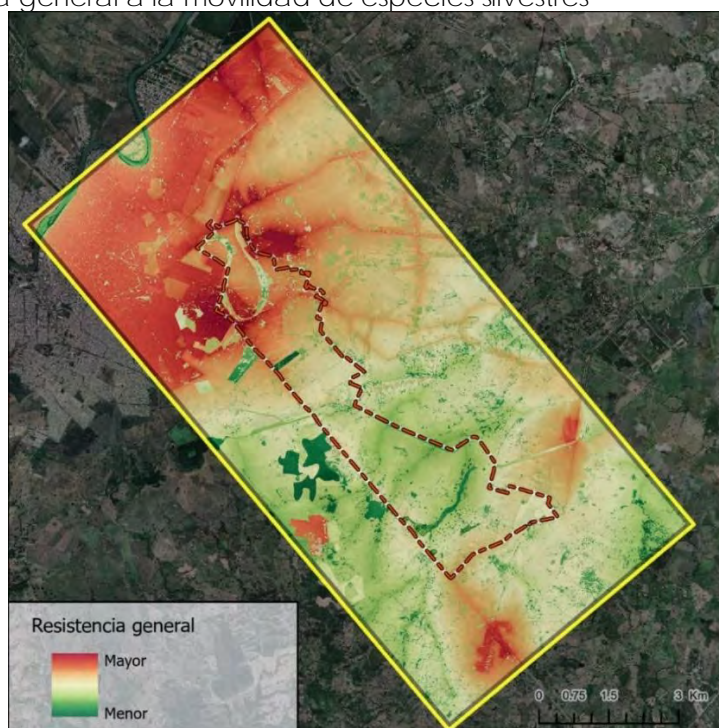 general a la movilidad de especies silvestres
Resistencia general
Mayor
Menor
0 0.75 1.5 3 Km